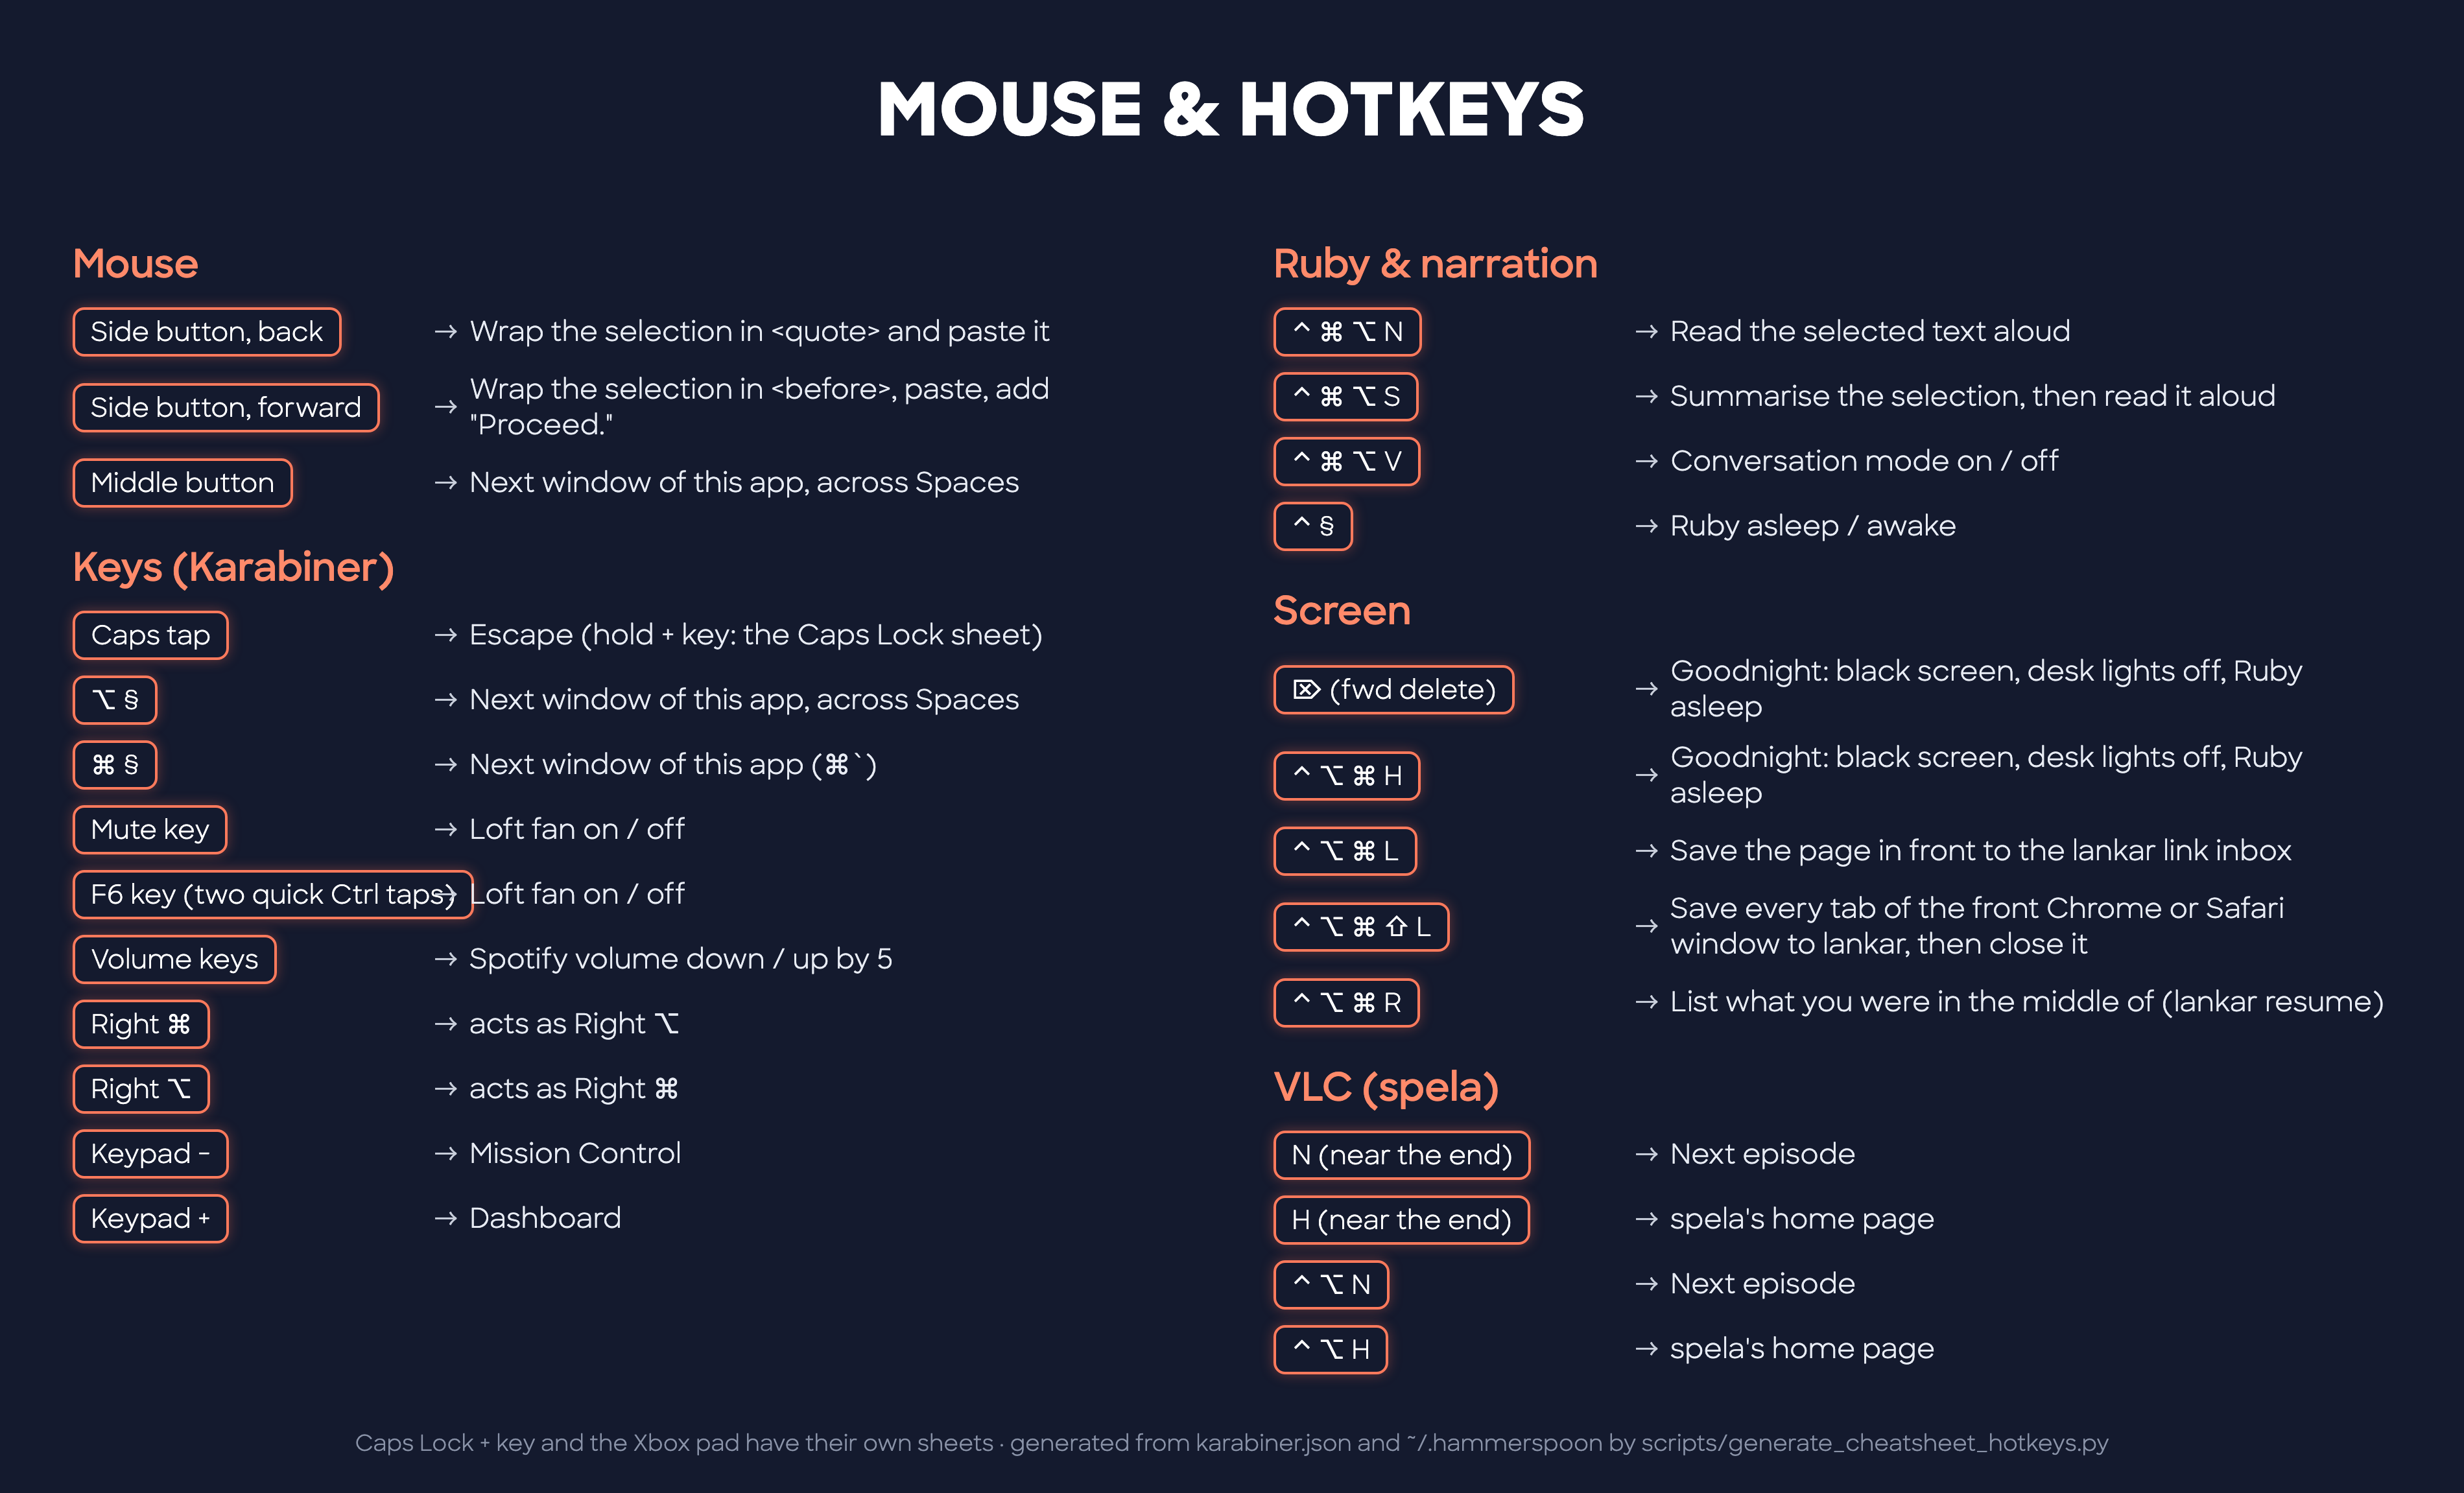 MOUSE & HOTKEYS
Mouse
Side button, back → Wrap the selection in <quote> and paste it
Side button, forward → Wrap the selection in <before>, paste, add
"Proceed."
Middle button → Next window of this app, across Spaces
Keys (Karabiner)
Caps tap → Escape (hold + key: the Caps Lock sheet)
⌥ § → Next window of this app, across Spaces
⌘ § → Next window of this app (⌘`)
Mute key → Loft fan on / off
F6 key (two quick Ctrl taps) → Loft fan on / off
Volume keys → Spotify volume down / up by 5
Right ⌘ → acts as Right ⌥
Right ⌥ → acts as Right ⌘
Keypad − → Mission Control
Keypad + → Dashboard
Ruby & narration
⌃ ⌘ ⌥ N → Read the selected text aloud
⌃ ⌘ ⌥ S → Summarise the selection, then read it aloud
⌃ ⌘ ⌥ V → Conversation mode on / off
⌃ § → Ruby asleep / awake
Screen
⌦ (fwd delete) → Goodnight: black screen, desk lights off, Ruby
asleep
⌃ ⌥ ⌘ H → Goodnight: black screen, desk lights off, Ruby
asleep
⌃ ⌥ ⌘ L → Save the page in front to the lankar link inbox
⌃ ⌥ ⌘ ⇧ L → Save every tab of the front Chrome or Safari
window to lankar, then close it
⌃ ⌥ ⌘ R → List what you were in the middle of (lankar resume)
VLC (spela)
N (near the end) → Next episode
H (near the end) → spela's home page
⌃ ⌥ N → Next episode
⌃ ⌥ H → spela's home page
Caps Lock + key and the Xbox pad have their own sheets · generated from karabiner.json and ~/.hammerspoon by scripts/generate_cheatsheet_hotkeys.py